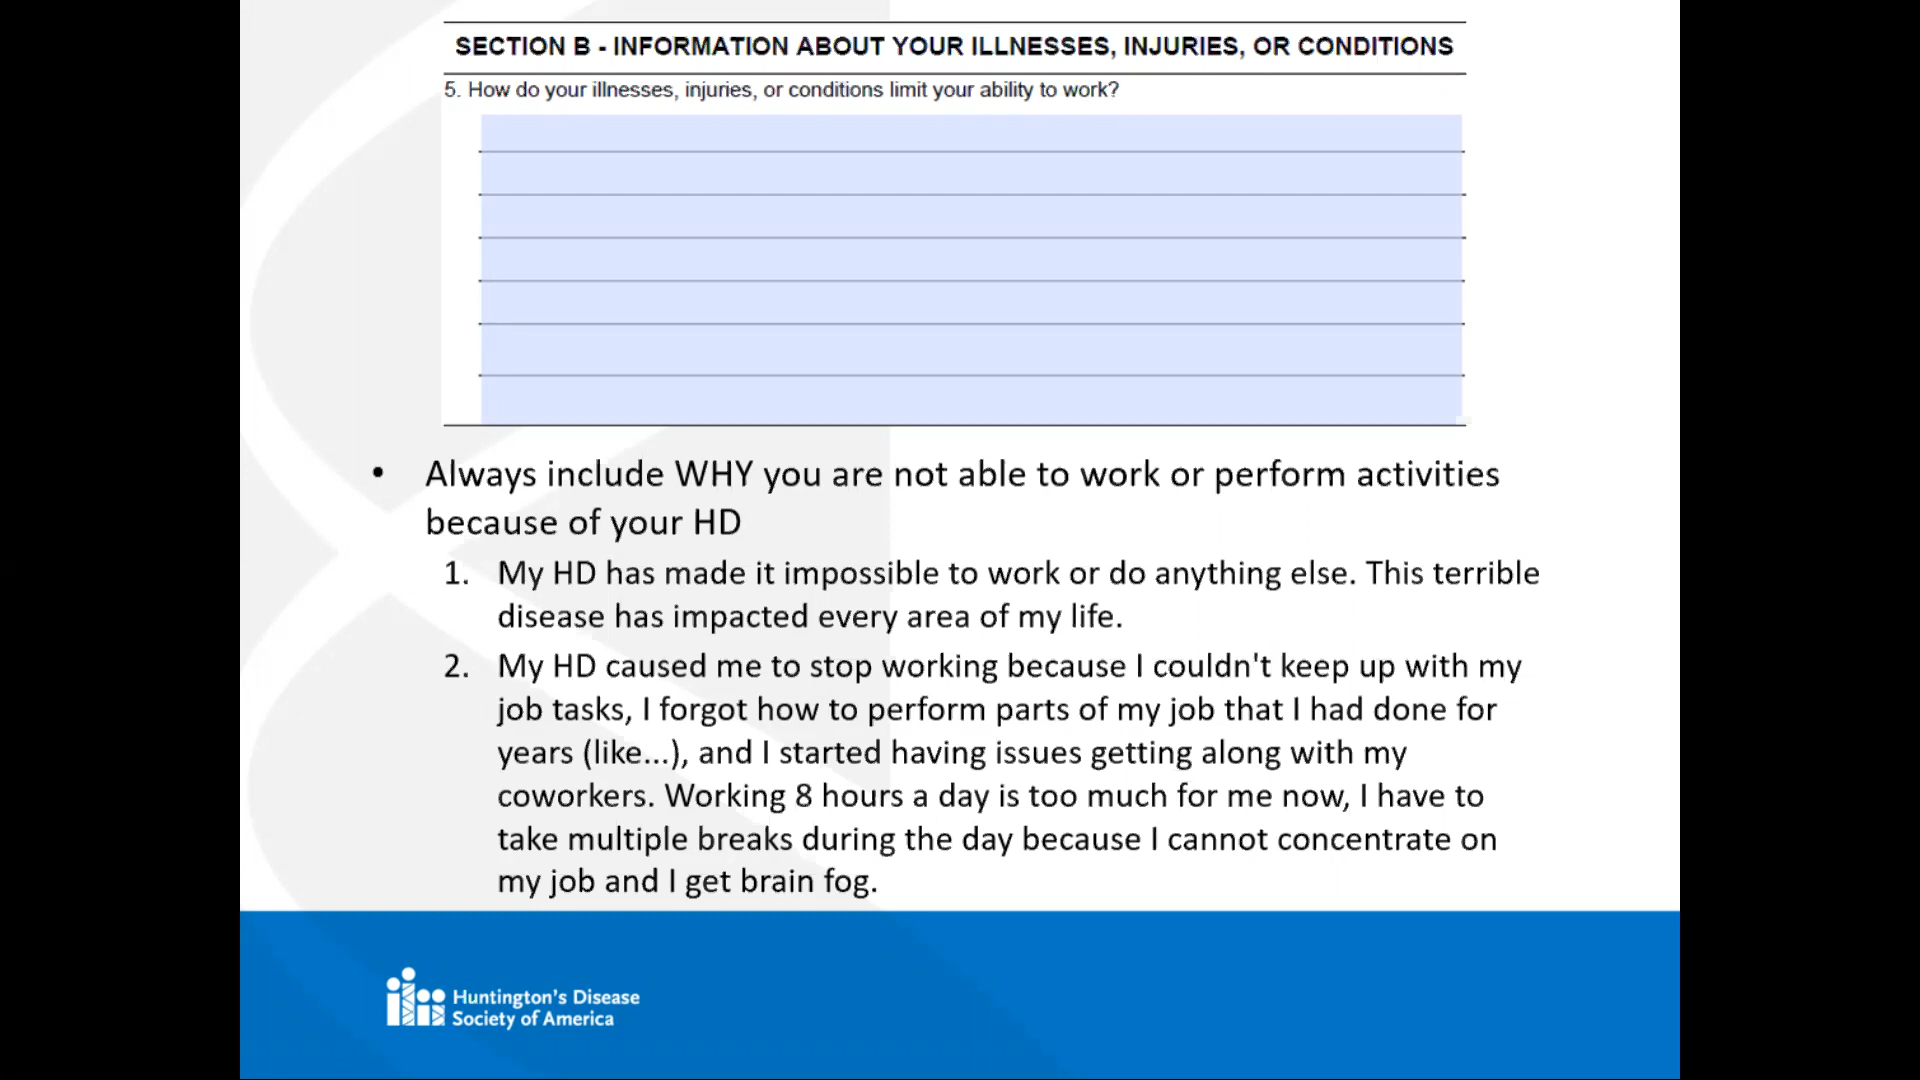 SECTION B - INFORMATION ABOUT YOUR ILLNESSES, INJURIES, OR CONDITIONS
5. How do your illnesses, injuries, or conditions limit your ability to work?
• Always include WHY you are not able to work or perform activities
because of your HD
1. My HD has made it impossible to work or do anything else. This terrible
disease has impacted every area of my life.
2. My HD caused me to stop working because I couldn't keep up with my
job tasks, I forgot how to perform parts of my job that I had done for
years (like...), and I started having issues getting along with my
coworkers. Working 8 hours a day is too much for me now, I have to
take multiple breaks during the day because I cannot concentrate on
my job and I get brain fog.
Huntington's Disease
Society of America